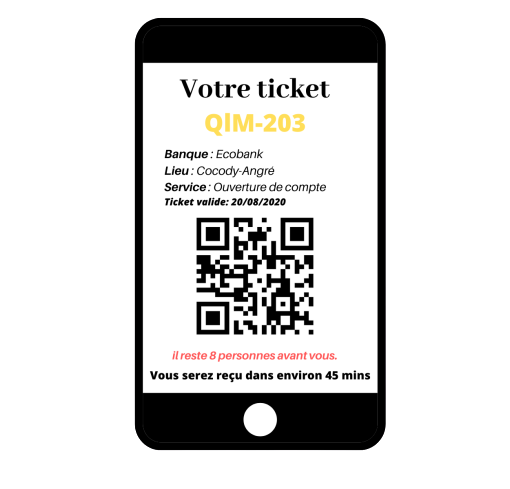 Votre ticket
QlM-203
Banque : Ecobank
Lieu : Cocody-Angré
Service : Ouverture de compte
Ticket valide: 20/08/2020
il reste 8 personnes avant vous.
Vous serez reçu dans environ 45 mins